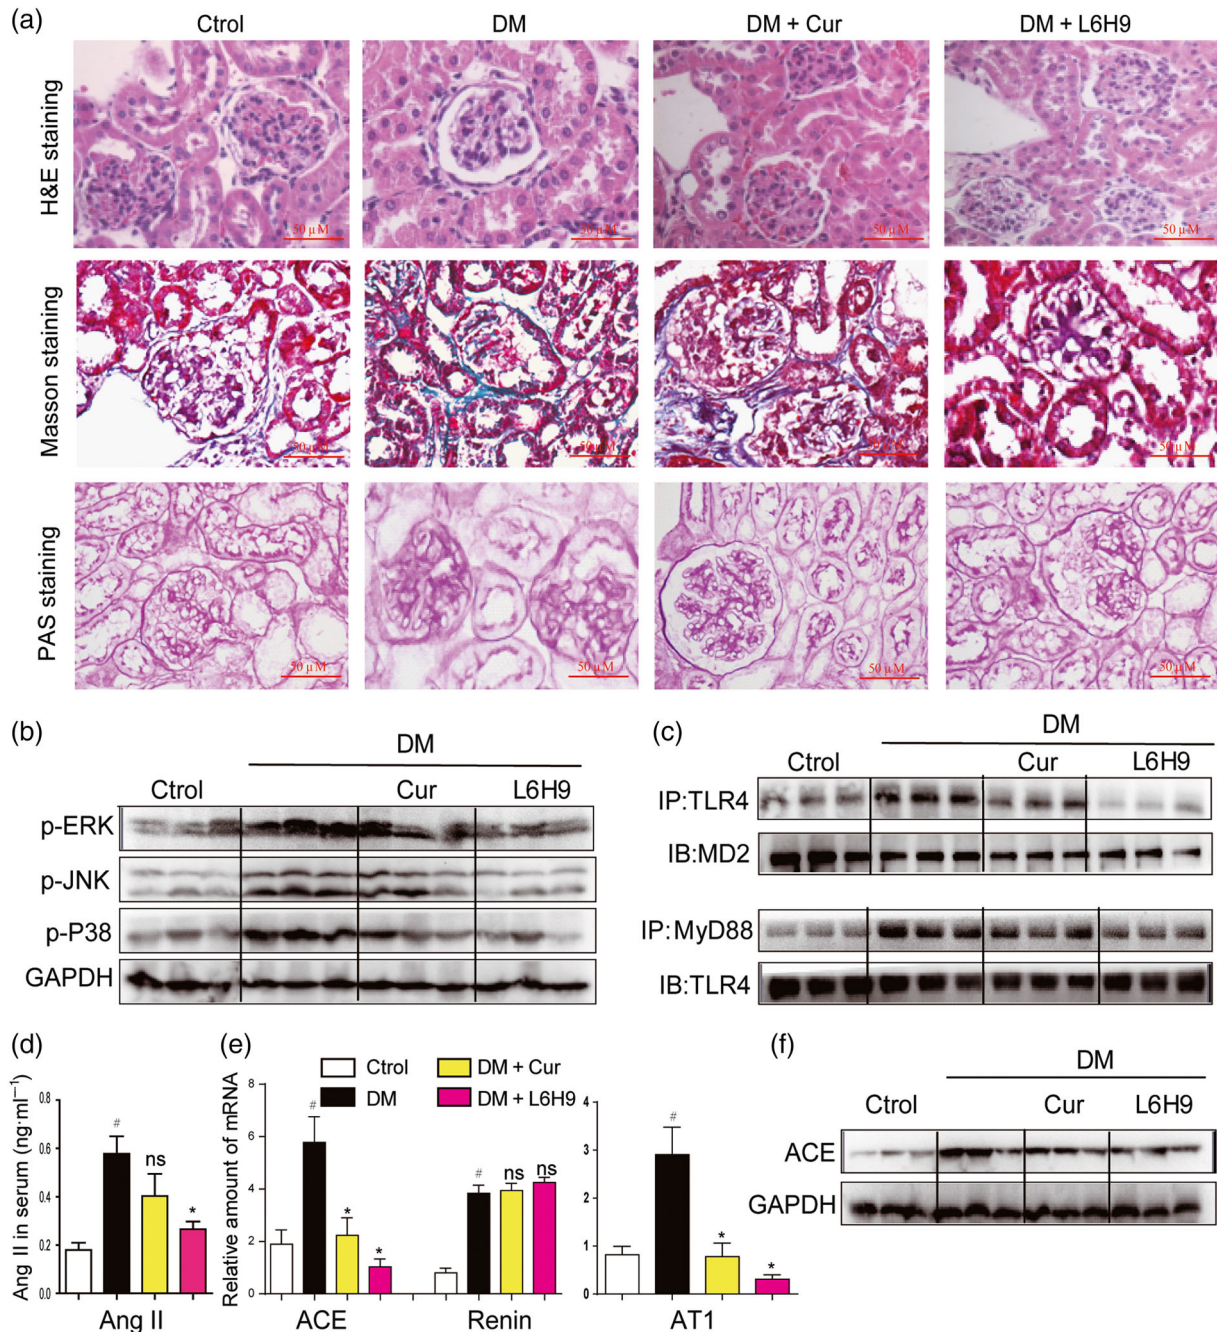 (a)
Ctrol DM DM + Cur DM + L6H9
H&E staining
50 μM 50 μM 50 μM 50 μM
Masson staining
50 μM 50 μM 50 μM 50 μM
PAS staining
50 μM 50 μM 50 μM 50 μM
(b)
DM
Ctrol Cur L6H9
p-ERK
p-JNK
p-P38
GAPDH
(c)
DM
Ctrol Cur L6H9
IP:TLR4
IB:MD2
IP:MyD88
IB:TLR4
(d)
Ang II in serum (ng·ml⁻¹)
0.8
0.6
0.4
0.2
0.0
# ns *
Ang II
(e)
Ctrol DM + Cur
DM DM + L6H9
Relative amount of mRNA
8
6
4
2
0
# * *
# ns ns
ACE Renin
4
3
2
1
0
# * *
AT1
(f)
DM
Ctrol Cur L6H9
ACE
GAPDH